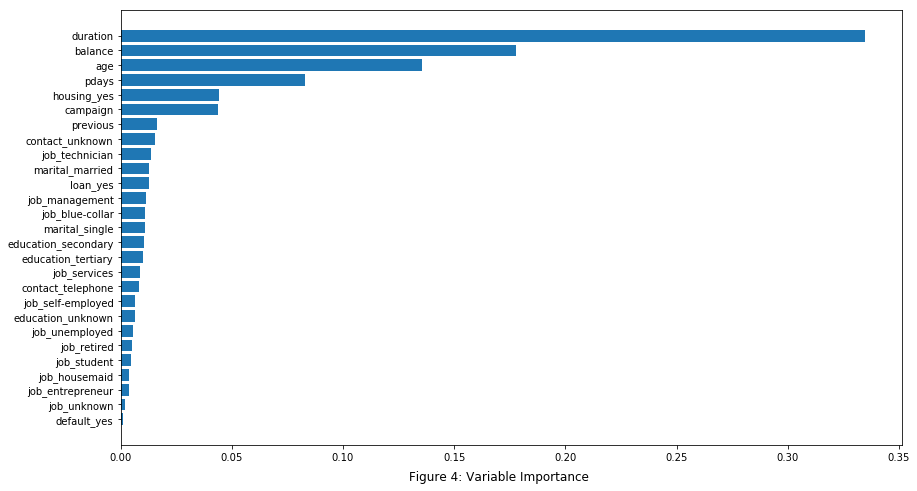 duration
balance
age
pdays
housing_yes
campaign
previous
contact_unknown
job_technician
marital_married
loan_yes
job_management
job_blue-collar
marital_single
education_secondary
education_tertiary
job_services
contact_telephone
job_self-employed
education_unknown
job_unemployed
job_retired
job_student
job_housemaid
job_entrepreneur
job_unknown
default_yes
0.00 0.05 0.10 0.15 0.20 0.25 0.30 0.35
Figure 4: Variable Importance